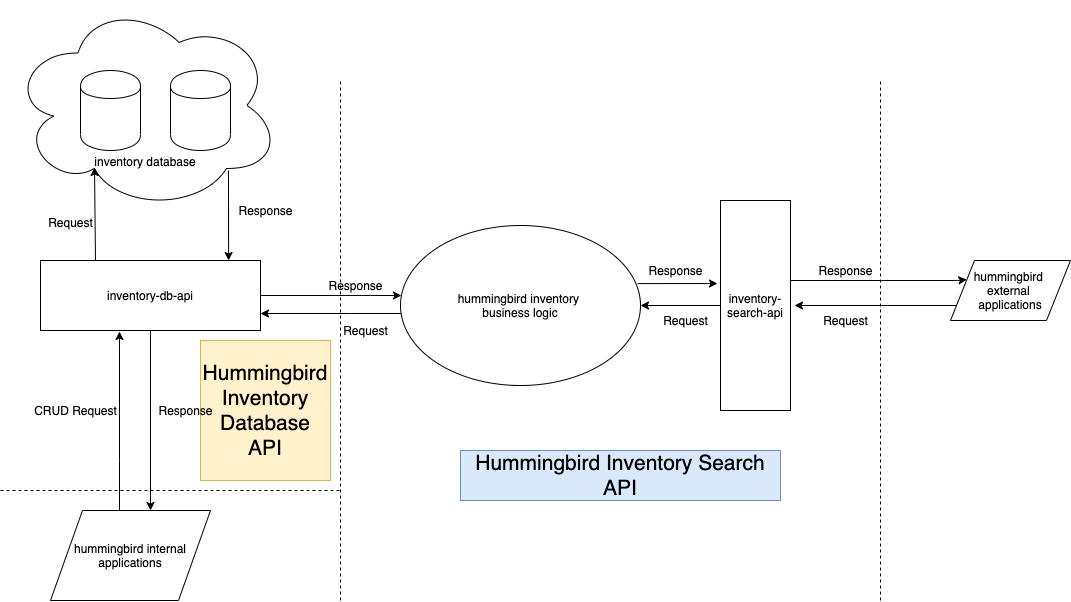 inventory database
Request
Response
inventory-db-api
Response
Request
hummingbird inventory
business logic
Response
Request
inventory-
search-api
Response
Request
hummingbird
external
applications
CRUD Request
Response
Hummingbird
Inventory
Database
API
Hummingbird Inventory Search
API
hummingbird internal
applications